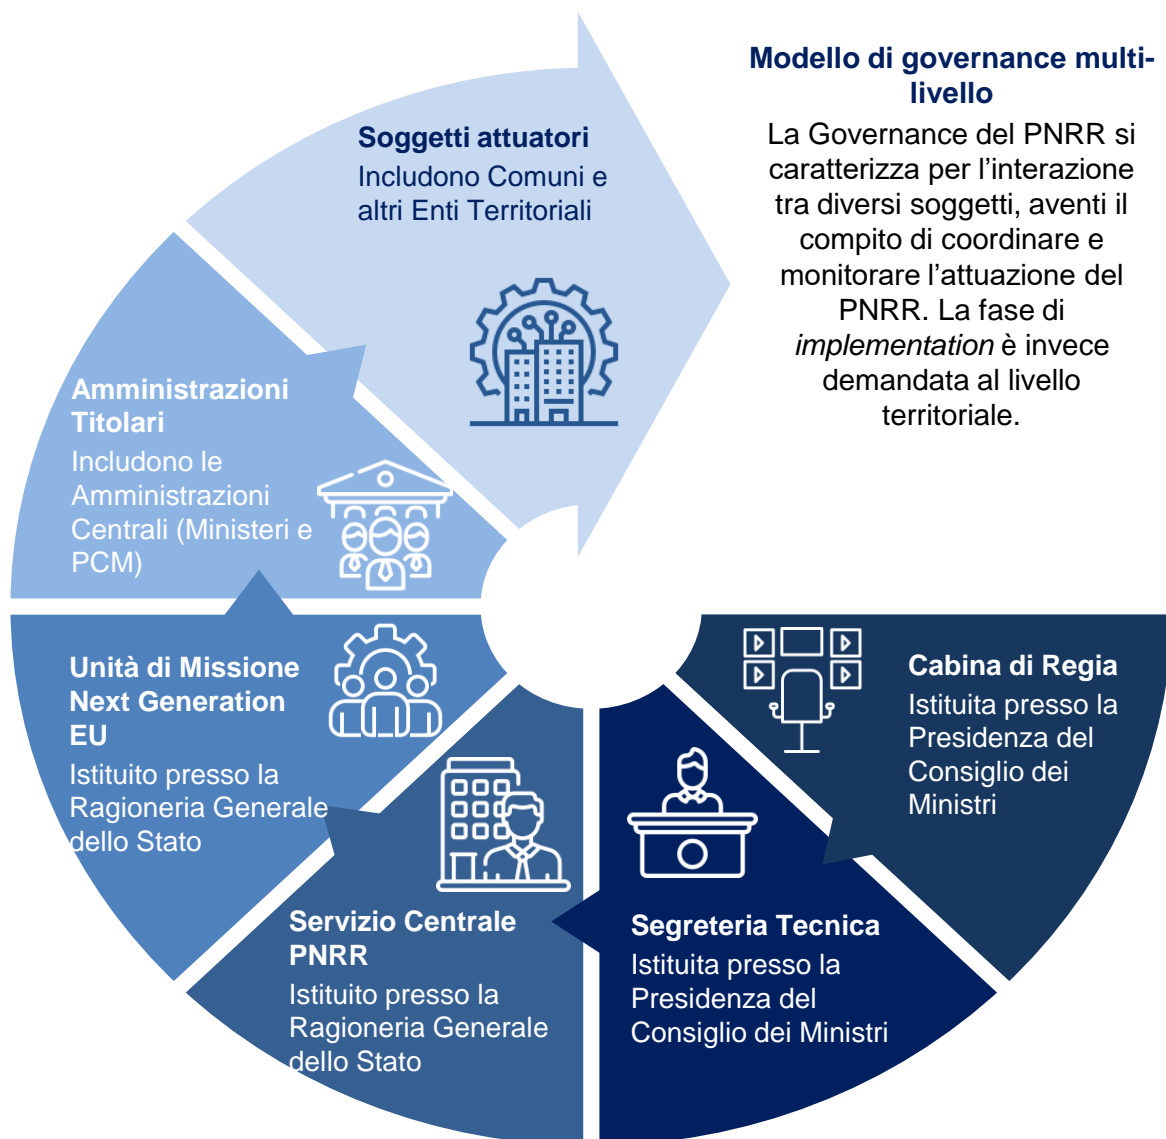 Modello di governance multi-
livello
La Governance del PNRR si
caratterizza per l’interazione
tra diversi soggetti, aventi il
compito di coordinare e
monitorare l’attuazione del
PNRR. La fase di
implementation è invece
demandata al livello
territoriale.
Soggetti attuatori
Includono Comuni e
altri Enti Territoriali
Amministrazioni
Titolari
Includono le
Amministrazioni
Centrali (Ministeri e
PCM)
Unità di Missione
Next Generation
EU
Istituito presso la
Ragioneria Generale
dello Stato
Servizio Centrale
PNRR
Istituito presso la
Ragioneria Generale
dello Stato
Segreteria Tecnica
Istituita presso la
Presidenza del
Consiglio dei Ministri
Cabina di Regia
Istituita presso la
Presidenza del
Consiglio dei
Ministri